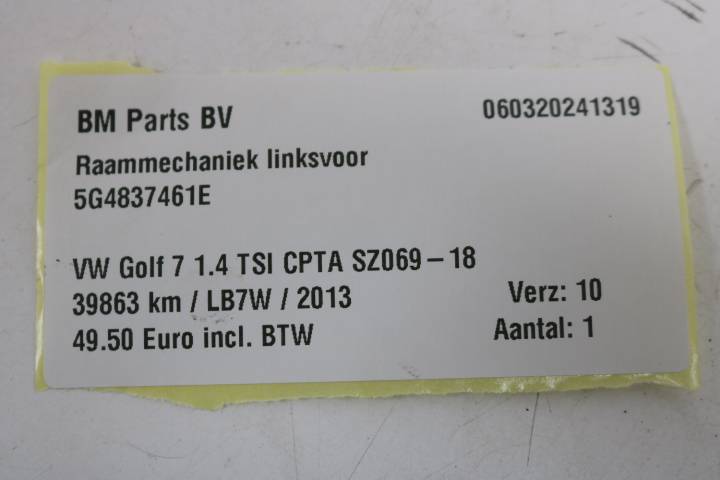 BM Parts BV 060320241319
Raammechaniek linksvoor
5G4837461E
VW Golf 7 1.4 TSI CPTA SZ069-18
39863 km / LB7W / 2013 Verz: 10
49.50 Euro incl. BTW Aantal: 1